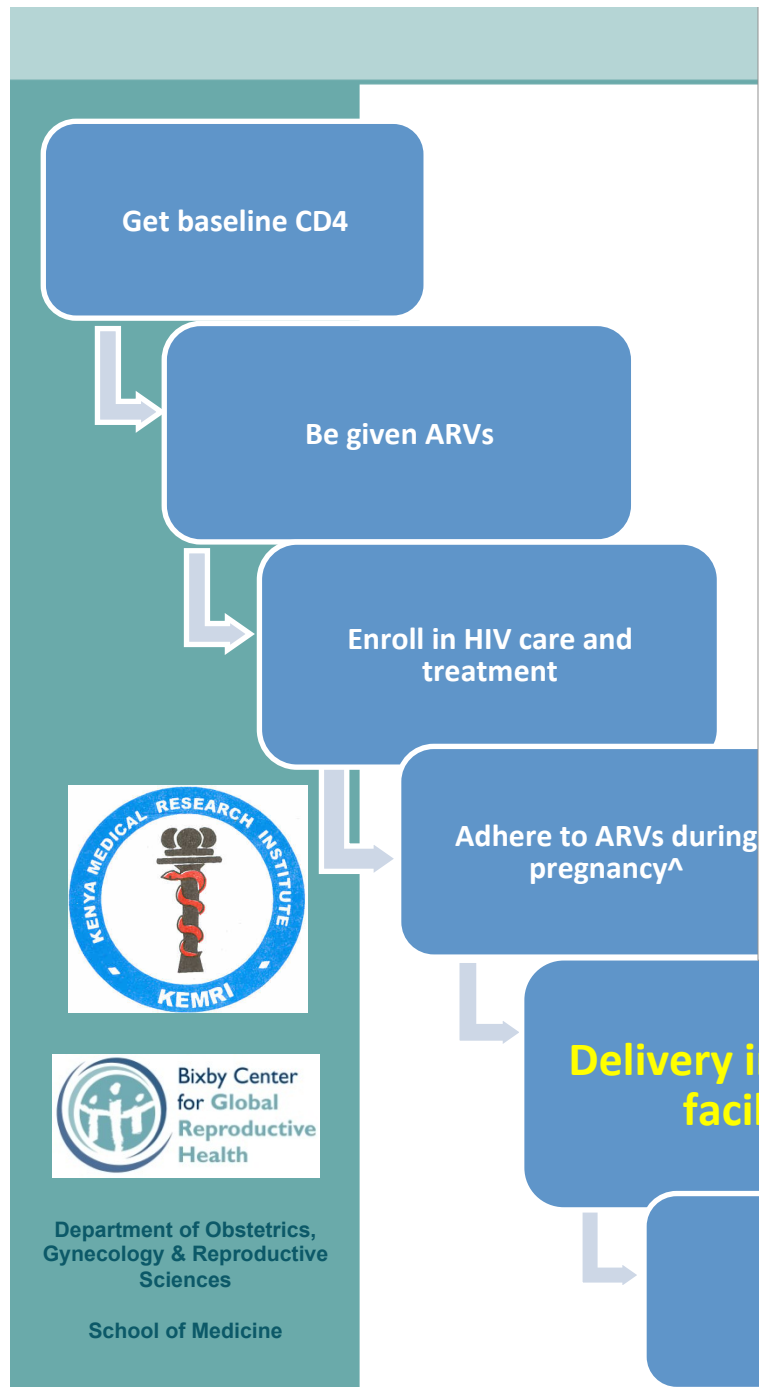 Get baseline CD4
Be given ARVs
Enroll in HIV care and
treatment
Adhere to ARVs during
pregnancy^
Delivery
KENYA MEDICAL RESEARCH INSTITUTE
KEMRI
Bixby Center
for Global
Reproductive
Health
Department of Obstetrics,
Gynecology & Reproductive
Sciences
School of Medicine